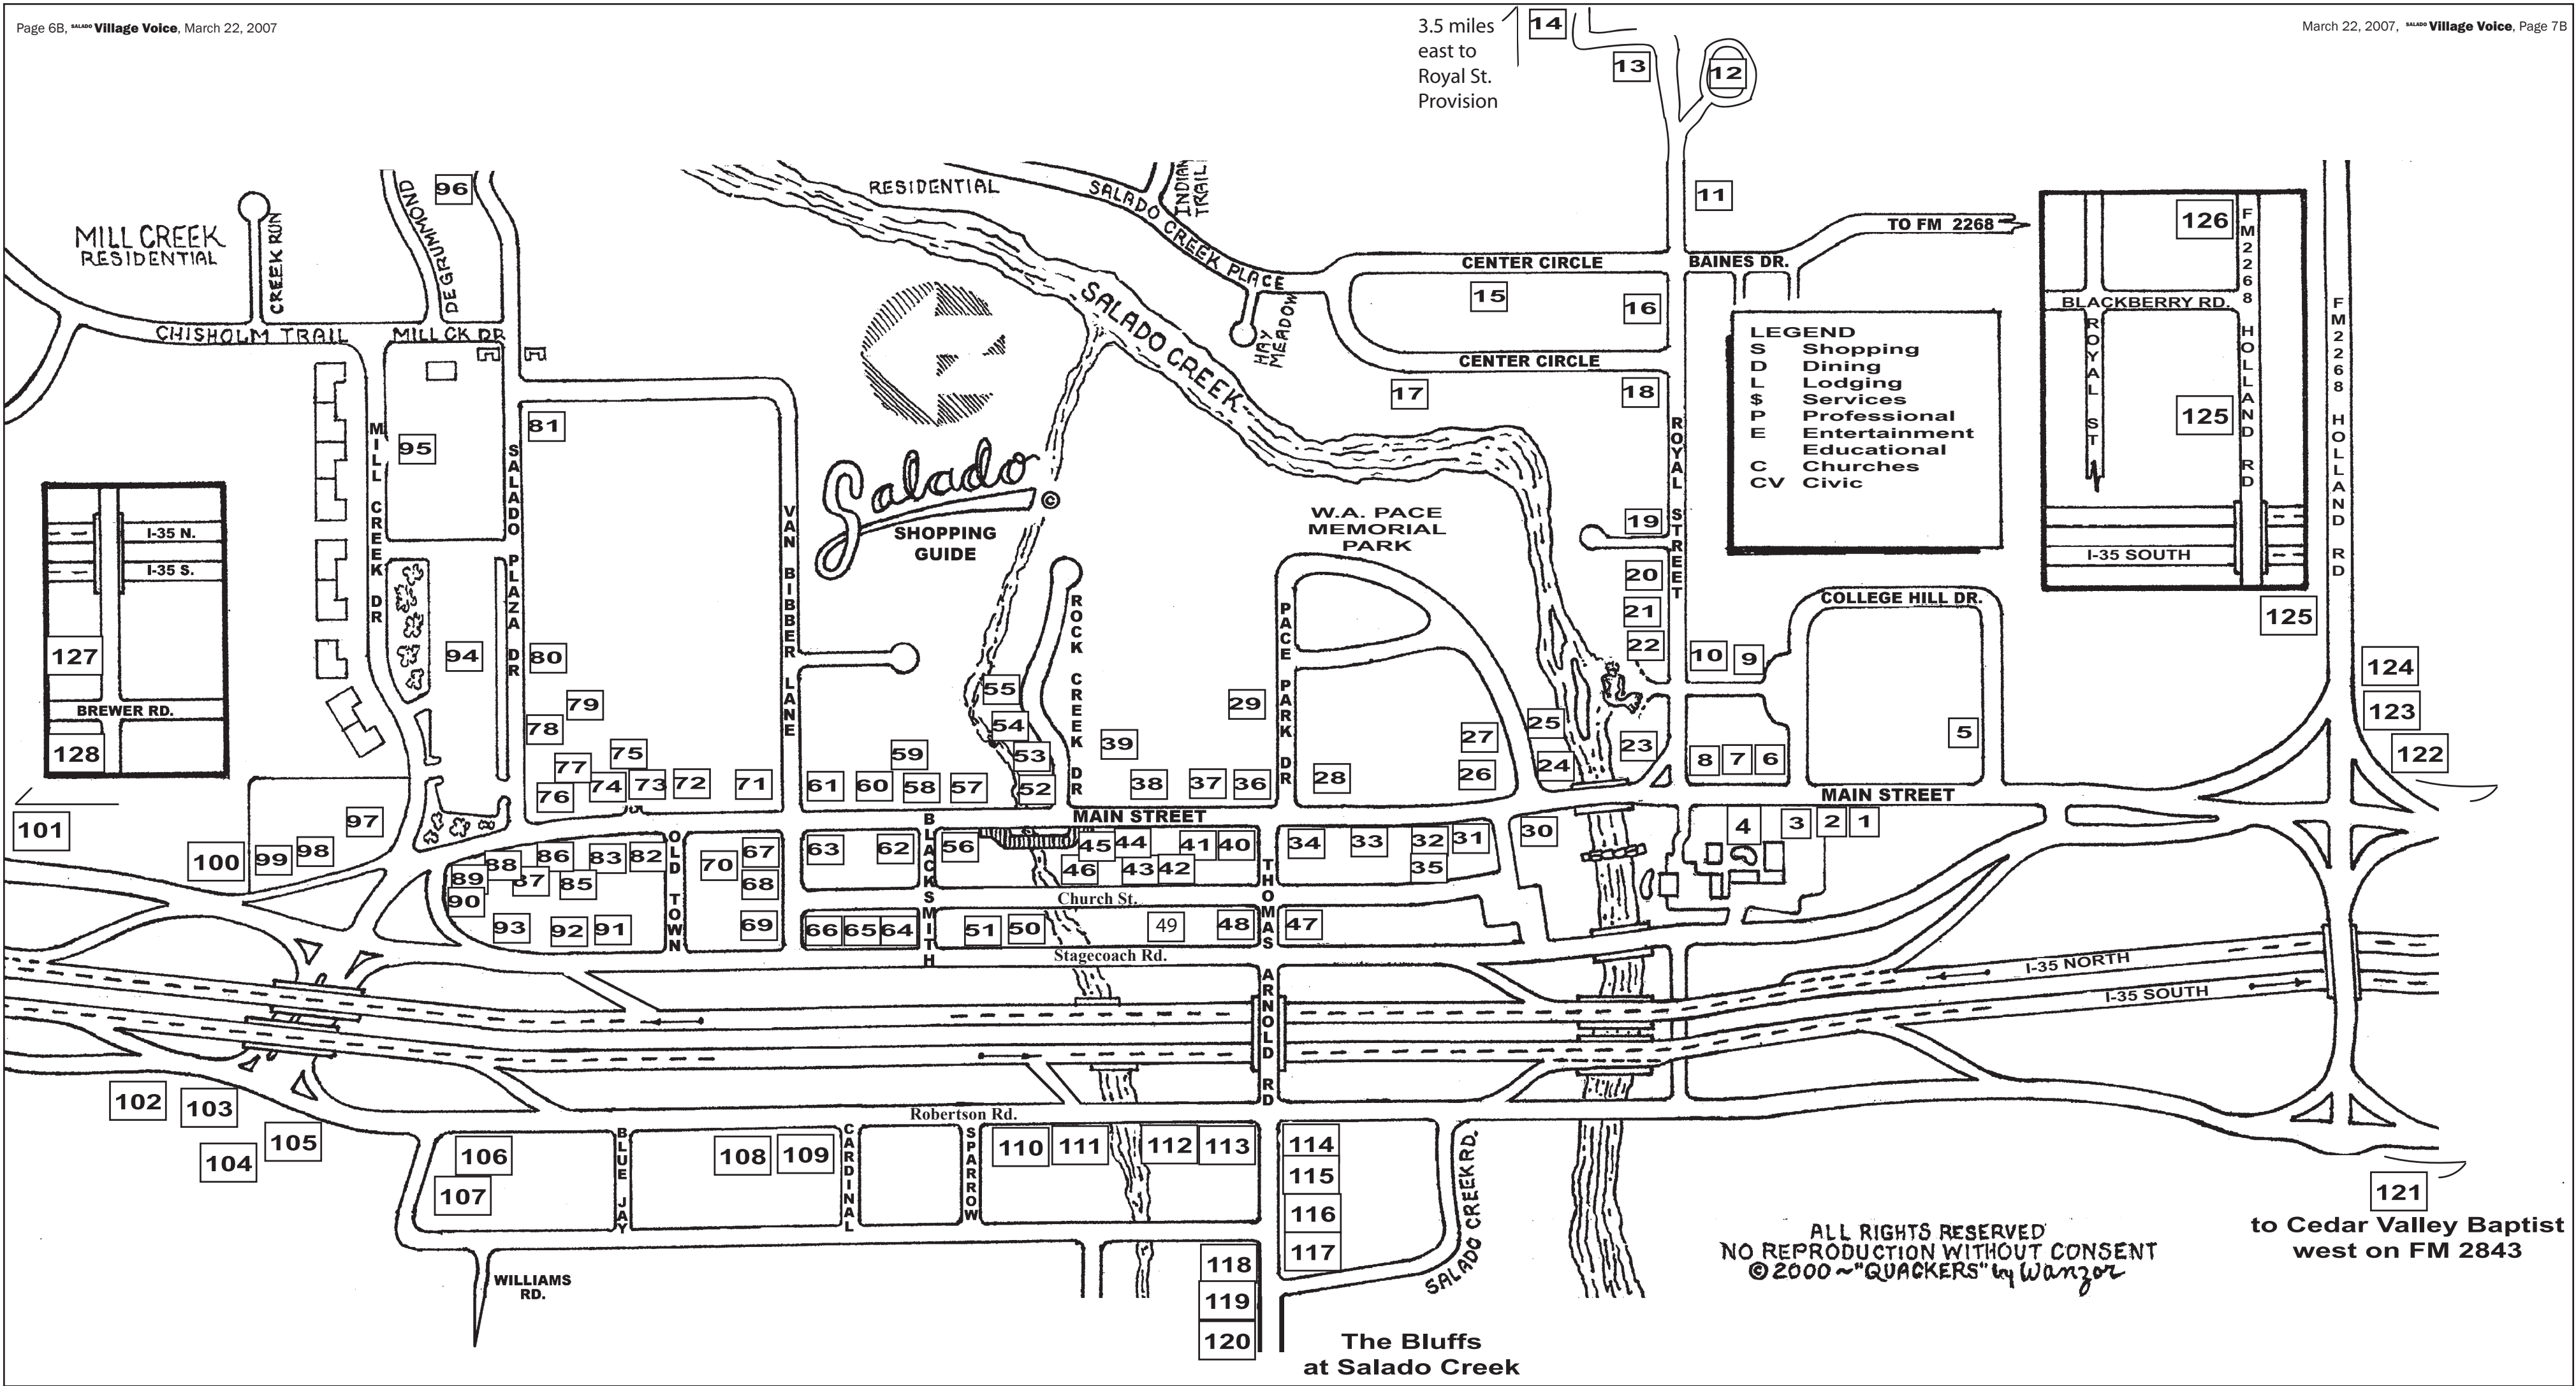 Page 6B, SALADO Village Voice, March 22, 2007
March 22, 2007, SALADO Village Voice, Page 7B
3.5 miles
east to
Royal St.
Provision
14
13
12
11
96
RESIDENTIAL
SALADO CREEK PLACE
INDIAN
TRAIL
MILL CREEK
RESIDENTIAL
CREEK RUN
DEGRUMMOND
CHISHOLM TRAIL
MILL CK DR
SALADO CREEK
HAY
MEADOW
CENTER CIRCLE
15
16
CENTER CIRCLE
17
18
BAINES DR.
TO FM 2268
LEGEND
S Shopping
D Dining
L Lodging
$ Services
P Professional
E Entertainment
Educational
C Churches
CV Civic
126
BLACKBERRY RD.
ROYAL ST
FM2268 HOLLAND RD
125
I-35 SOUTH
FM2268 HOLLAND RD
125
124
123
122
MILL CREEK DR
95
SALADO PLAZA DR
81
94
80
79
78
77
76
75
74
73
72
71
VAN BIBBER LANE
Salado ©
SHOPPING
GUIDE
I-35 N.
I-35 S.
127
BREWER RD.
128
W.A. PACE
MEMORIAL
PARK
ROCK CREEK DR
PACE PARK DR
ROYAL STREET
19
20
21
22
10
9
COLLEGE HILL DR.
5
8
7
6
23
25
24
27
26
28
29
39
38
37
36
55
54
53
52
59
61
60
58
57
MAIN STREET
MAIN STREET
4
3
2
1
30
31
32
33
34
35
40
41
44
45
46
43
42
56
62
63
BLACKSMITH
67
68
70
69
OLD TOWN
82
83
86
88
89
87
85
90
93
92
91
97
98
99
100
101
Church St.
66
65
64
51
50
49
48
47
THOMAS ARNOLD RD
Stagecoach Rd.
I-35 NORTH
I-35 SOUTH
102
103
104
105
Robertson Rd.
106
107
BLUE JAY
108
109
CARDINAL
SPARROW
110
111
112
113
114
115
116
117
118
119
120
SALADO CREEK RD.
WILLIAMS
RD.
The Bluffs
at Salado Creek
ALL RIGHTS RESERVED
NO REPRODUCTION WITHOUT CONSENT
© 2000 ~ "QUACKERS" by Wanzor
121
to Cedar Valley Baptist
west on FM 2843